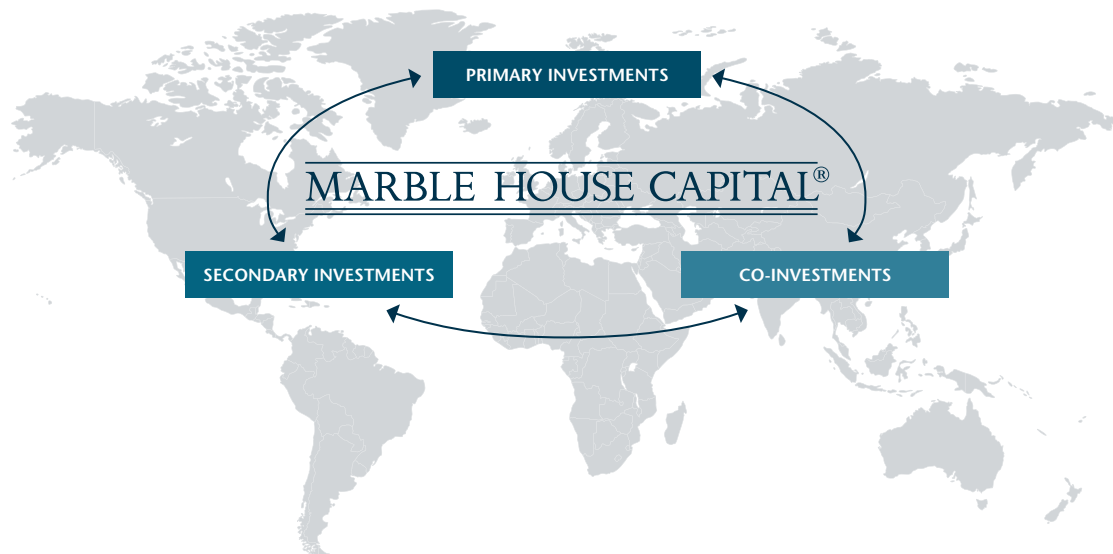 PRIMARY INVESTMENTS
MARBLE HOUSE CAPITAL®
SECONDARY INVESTMENTS
CO-INVESTMENTS